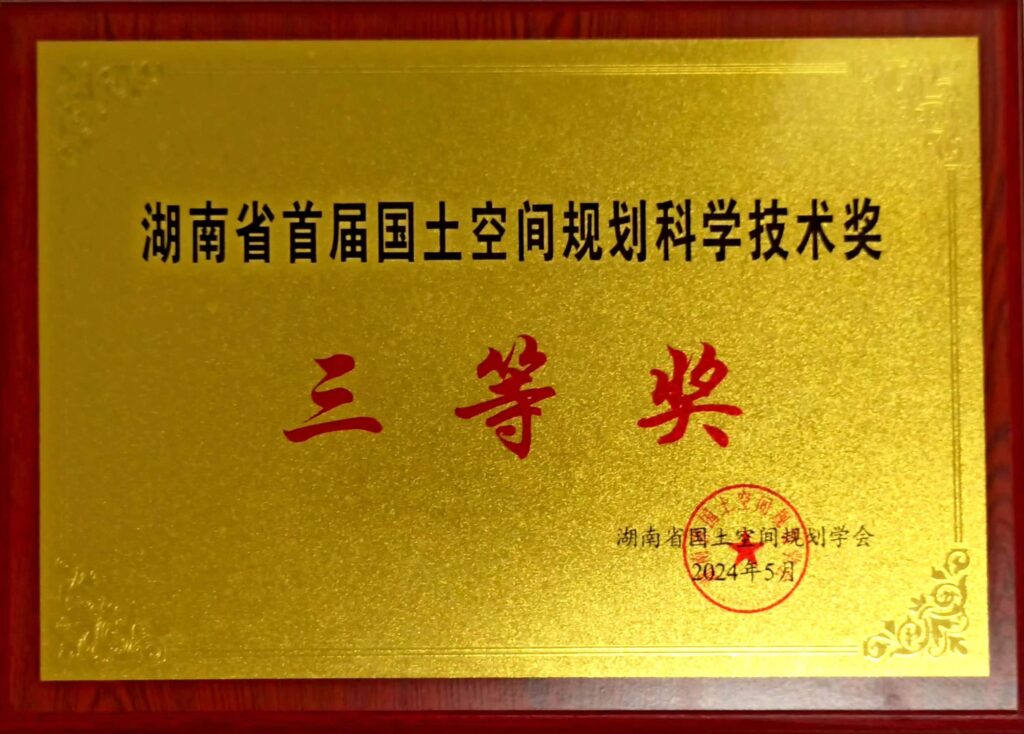 湖南省首届国土空间规划科学技术奖
三等奖
湖南省国土空间规划学会
2024年5月